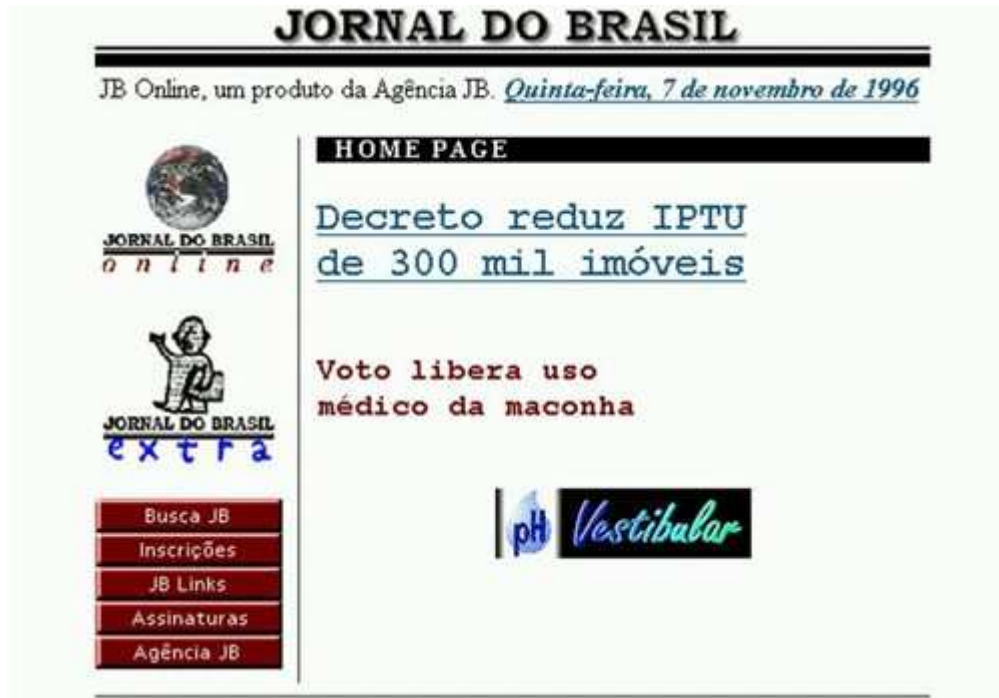 JORNAL DO BRASIL
JB Online, um produto da Agência JB. Quinta-feira, 7 de novembro de 1996
JORNAL DO BRASIL
online
JORNAL DO BRASIL
extra
Busca JB
Inscrições
JB Links
Assinaturas
Agência JB
HOME PAGE
Decreto reduz IPTU
de 300 mil imóveis
Voto libera uso
médico da maconha
pH Vestibular